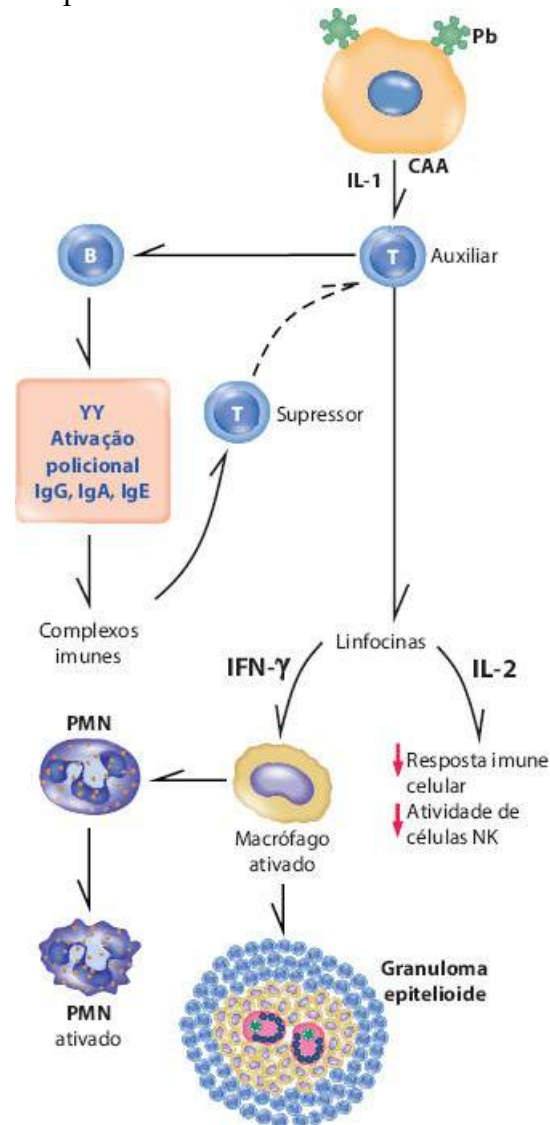 Pb
CAA
IL-1
B
T
Auxiliar
YY
Ativação
policional
IgG, IgA, IgE
T
Supressor
Complexos
imunes
Linfocinas
IFN-γ
IL-2
PMN
Macrófago
ativado
Resposta imune
celular
Atividade de
células NK
PMN
ativado
Granuloma
epitelioide